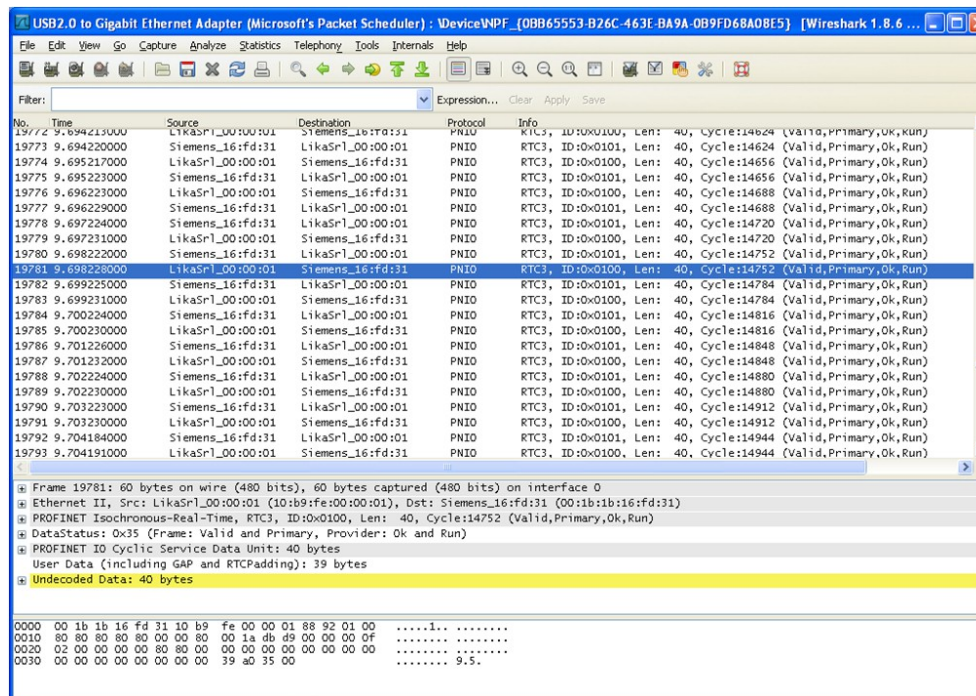 USB2.0 to Gigabit Ethernet Adapter (Microsoft's Packet Scheduler) : \Device\NPF_{0BB65553-B26C-463E-BA9A-0B9FD68A08E5} [Wireshark 1.8.6 ...
File Edit View Go Capture Analyze Statistics Telephony Tools Internals Help
Filter: Expression... Clear Apply Save
No. Time Source Destination Protocol Info
19772 9.694213000 LikaSrl_00:00:01 Siemens_16:fd:31 PNIO RTC3, ID:0x0100, Len: 40, Cycle:14624 (Valid,Primary,Ok,Run)
19773 9.694220000 Siemens_16:fd:31 LikaSrl_00:00:01 PNIO RTC3, ID:0x0101, Len: 40, Cycle:14624 (Valid,Primary,Ok,Run)
19774 9.695217000 LikaSrl_00:00:01 Siemens_16:fd:31 PNIO RTC3, ID:0x0100, Len: 40, Cycle:14656 (Valid,Primary,Ok,Run)
19775 9.695223000 Siemens_16:fd:31 LikaSrl_00:00:01 PNIO RTC3, ID:0x0101, Len: 40, Cycle:14656 (Valid,Primary,Ok,Run)
19776 9.696223000 LikaSrl_00:00:01 Siemens_16:fd:31 PNIO RTC3, ID:0x0100, Len: 40, Cycle:14688 (Valid,Primary,Ok,Run)
19777 9.696229000 Siemens_16:fd:31 LikaSrl_00:00:01 PNIO RTC3, ID:0x0101, Len: 40, Cycle:14688 (Valid,Primary,Ok,Run)
19778 9.697224000 Siemens_16:fd:31 LikaSrl_00:00:01 PNIO RTC3, ID:0x0101, Len: 40, Cycle:14720 (Valid,Primary,Ok,Run)
19779 9.697231000 LikaSrl_00:00:01 Siemens_16:fd:31 PNIO RTC3, ID:0x0100, Len: 40, Cycle:14720 (Valid,Primary,Ok,Run)
19780 9.698222000 Siemens_16:fd:31 LikaSrl_00:00:01 PNIO RTC3, ID:0x0101, Len: 40, Cycle:14752 (Valid,Primary,Ok,Run)
19781 9.698228000 LikaSrl_00:00:01 Siemens_16:fd:31 PNIO RTC3, ID:0x0100, Len: 40, Cycle:14752 (Valid,Primary,Ok,Run)
19782 9.699225000 Siemens_16:fd:31 LikaSrl_00:00:01 PNIO RTC3, ID:0x0101, Len: 40, Cycle:14784 (Valid,Primary,Ok,Run)
19783 9.699231000 LikaSrl_00:00:01 Siemens_16:fd:31 PNIO RTC3, ID:0x0100, Len: 40, Cycle:14784 (Valid,Primary,Ok,Run)
19784 9.700224000 Siemens_16:fd:31 LikaSrl_00:00:01 PNIO RTC3, ID:0x0101, Len: 40, Cycle:14816 (Valid,Primary,Ok,Run)
19785 9.700230000 LikaSrl_00:00:01 Siemens_16:fd:31 PNIO RTC3, ID:0x0100, Len: 40, Cycle:14816 (Valid,Primary,Ok,Run)
19786 9.701226000 Siemens_16:fd:31 LikaSrl_00:00:01 PNIO RTC3, ID:0x0101, Len: 40, Cycle:14848 (Valid,Primary,Ok,Run)
19787 9.701232000 LikaSrl_00:00:01 Siemens_16:fd:31 PNIO RTC3, ID:0x0100, Len: 40, Cycle:14848 (Valid,Primary,Ok,Run)
19788 9.702224000 Siemens_16:fd:31 LikaSrl_00:00:01 PNIO RTC3, ID:0x0101, Len: 40, Cycle:14880 (Valid,Primary,Ok,Run)
19789 9.702230000 LikaSrl_00:00:01 Siemens_16:fd:31 PNIO RTC3, ID:0x0100, Len: 40, Cycle:14880 (Valid,Primary,Ok,Run)
19790 9.703223000 Siemens_16:fd:31 LikaSrl_00:00:01 PNIO RTC3, ID:0x0101, Len: 40, Cycle:14912 (Valid,Primary,Ok,Run)
19791 9.703230000 LikaSrl_00:00:01 Siemens_16:fd:31 PNIO RTC3, ID:0x0100, Len: 40, Cycle:14912 (Valid,Primary,Ok,Run)
19792 9.704184000 Siemens_16:fd:31 LikaSrl_00:00:01 PNIO RTC3, ID:0x0101, Len: 40, Cycle:14944 (Valid,Primary,Ok,Run)
19793 9.704191000 LikaSrl_00:00:01 Siemens_16:fd:31 PNIO RTC3, ID:0x0100, Len: 40, Cycle:14944 (Valid,Primary,Ok,Run)
Frame 19781: 60 bytes on wire (480 bits), 60 bytes captured (480 bits) on interface 0
Ethernet II, Src: LikaSrl_00:00:01 (10:b9:fe:00:00:01), Dst: Siemens_16:fd:31 (00:1b:1b:16:fd:31)
PROFINET Isochronous-Real-Time, RTC3, ID:0x0100, Len: 40, Cycle:14752 (Valid,Primary,Ok,Run)
DataStatus: 0x35 (Frame: Valid and Primary, Provider: Ok and Run)
PROFINET IO Cyclic Service Data Unit: 40 bytes
User Data (including GAP and RTCPadding): 39 bytes
Undecoded Data: 40 bytes
0000 00 1b 1b 16 fd 31 10 b9 fe 00 00 01 88 92 01 00 .....1.. ........
0010 80 80 80 80 80 00 00 80 00 1a db d9 00 00 00 0f ........ ........
0020 02 00 00 00 00 80 80 00 00 00 00 00 00 00 00 00 ........ ........
0030 00 00 00 00 00 00 00 00 39 a0 35 00 ........ 9.5.